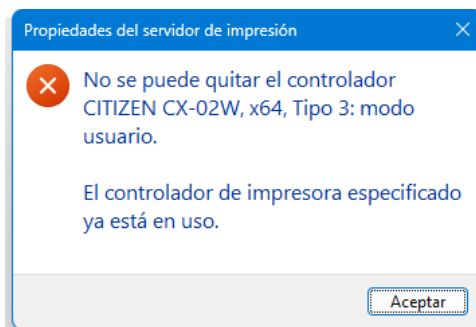 Propiedades del servidor de impresión
No se puede quitar el controlador
CITIZEN CX-02W, x64, Tipo 3: modo
usuario.
El controlador de impresora especificado
ya está en uso.
Aceptar